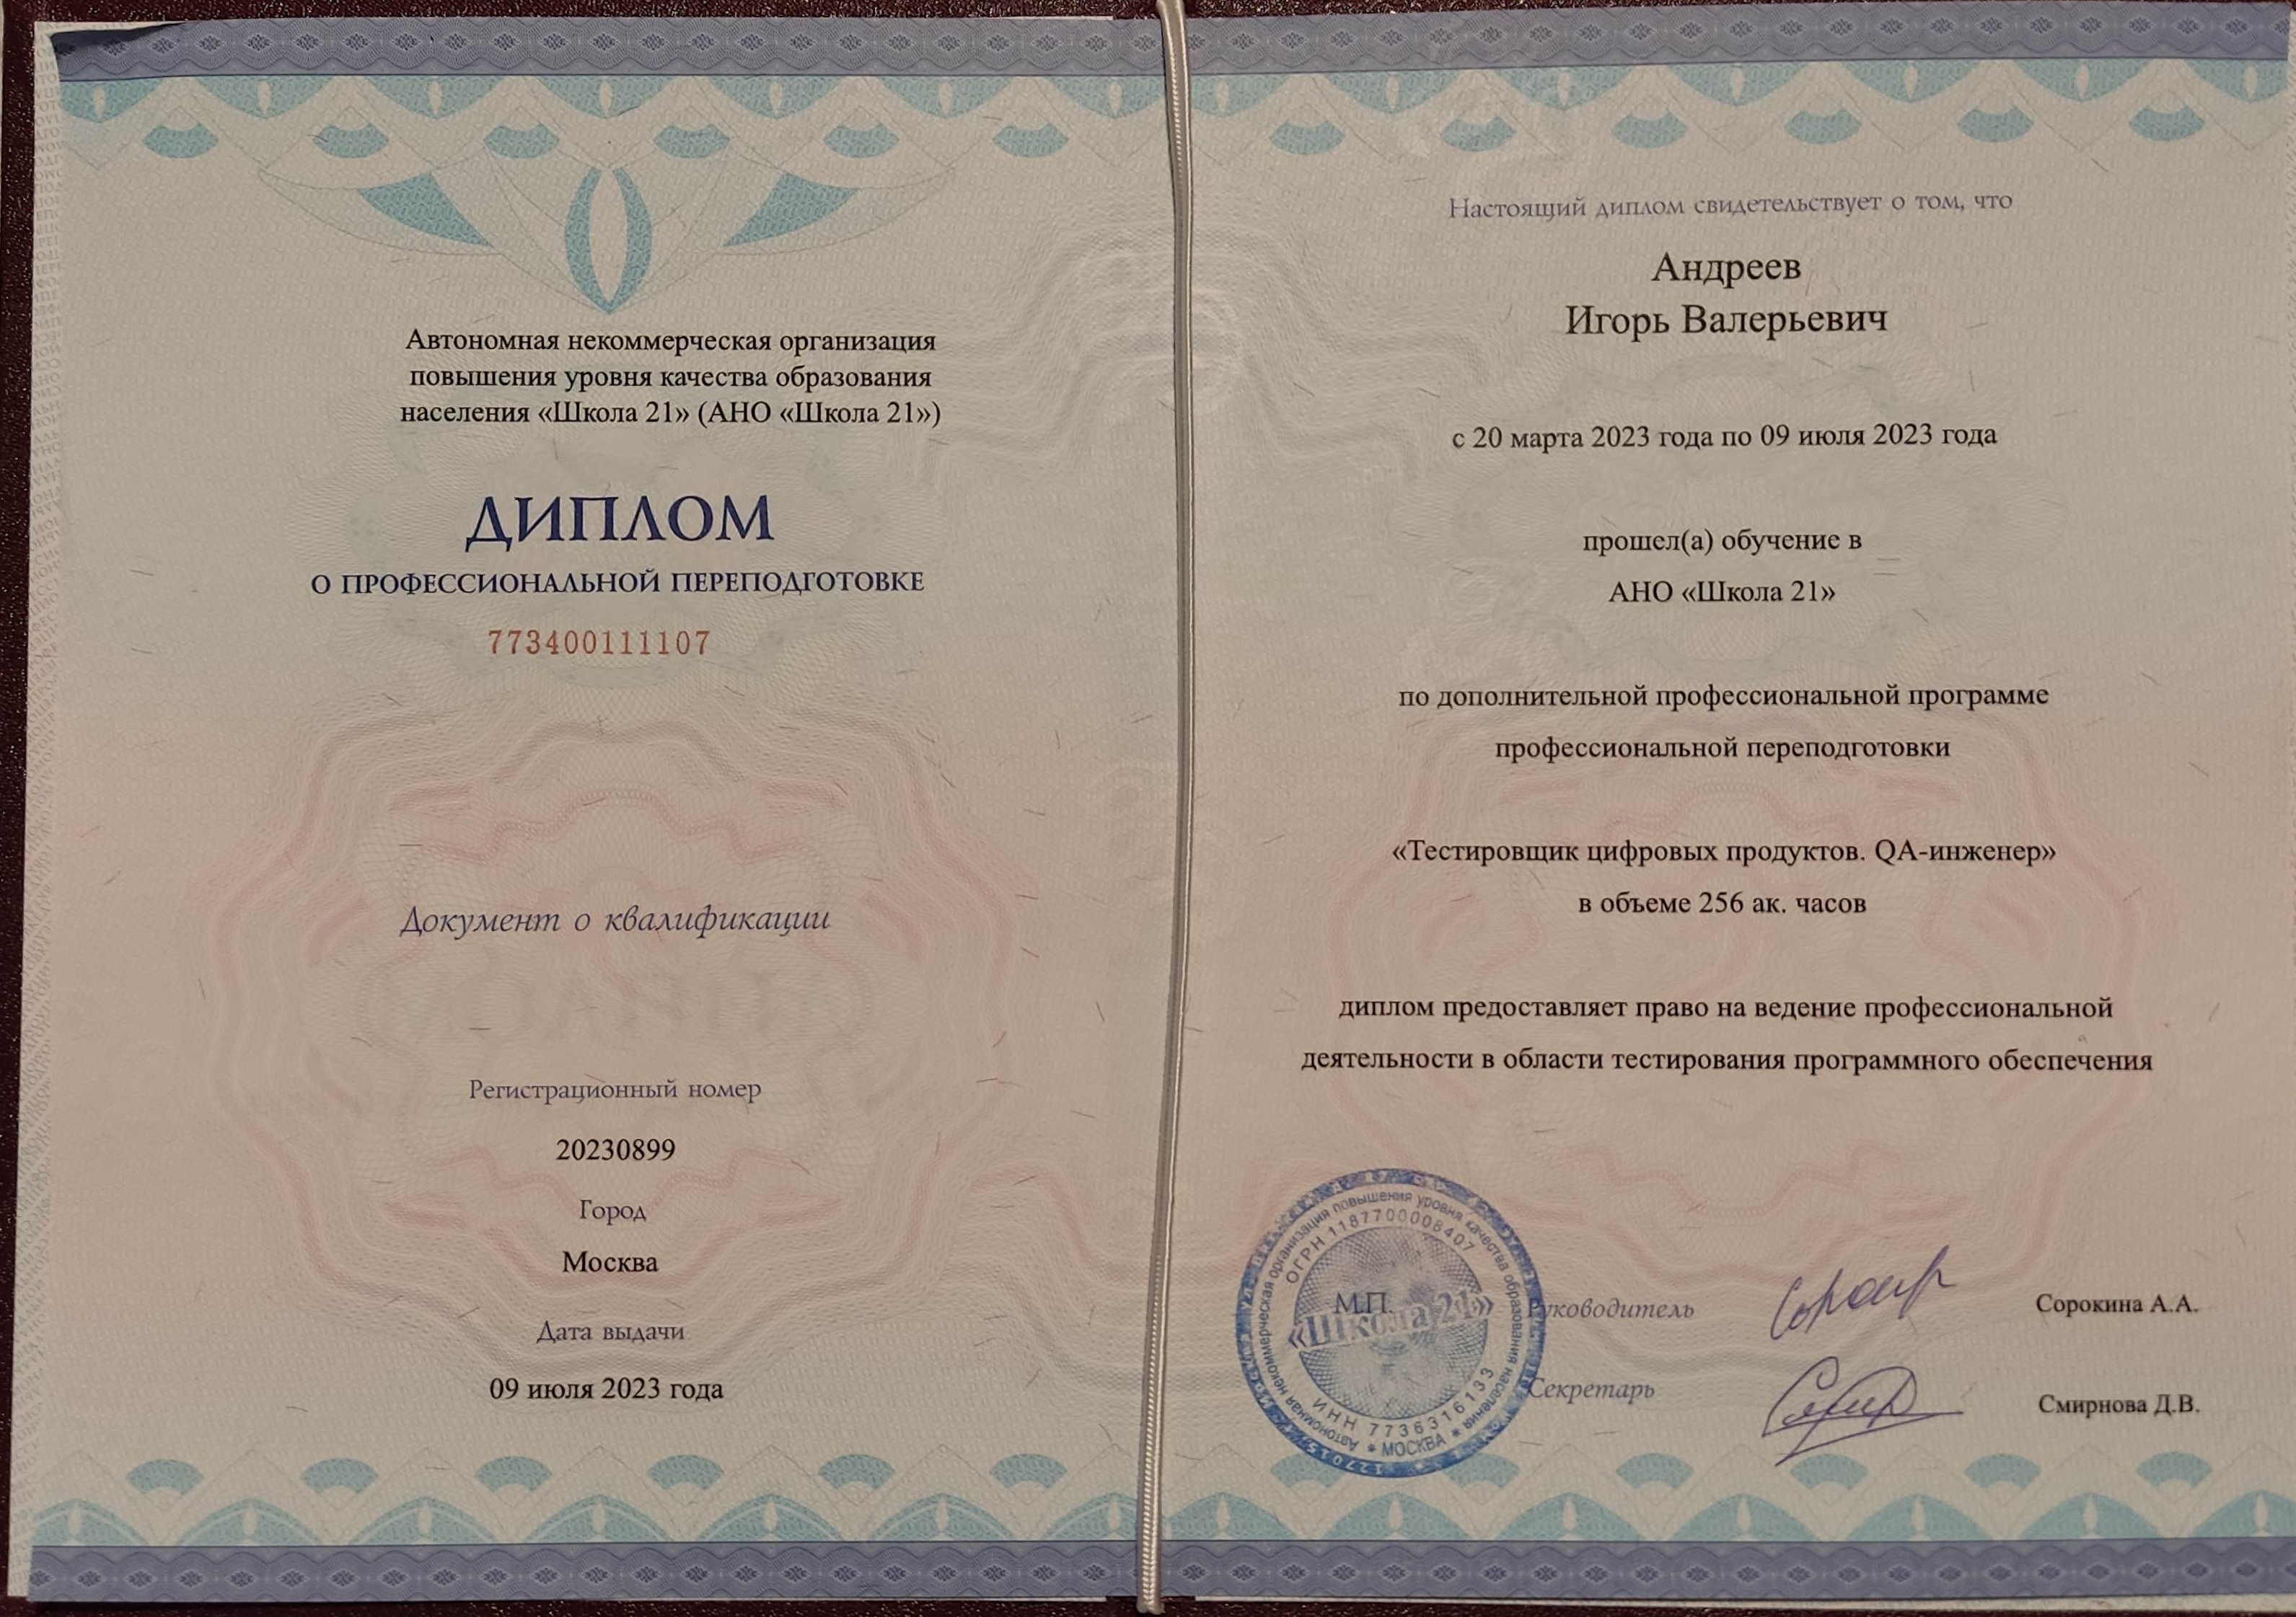 Автономная некоммерческая организация
повышения уровня качества образования
населения «Школа 21» (АНО «Школа 21»)
ДИПЛОМ
О ПРОФЕССИОНАЛЬНОЙ ПЕРЕПОДГОТОВКЕ
773400111107
Документ о квалификации
Регистрационный номер
20230899
Город
Москва
Дата выдачи
09 июля 2023 года
Настоящий диплом свидетельствует о том, что
Андреев
Игорь Валерьевич
с 20 марта 2023 года по 09 июля 2023 года
прошел(а) обучение в
АНО «Школа 21»
по дополнительной профессиональной программе
профессиональной переподготовки
«Тестировщик цифровых продуктов. QA-инженер»
в объеме 256 ак. часов
диплом предоставляет право на ведение профессиональной
деятельности в области тестирования программного обеспечения
Автономная некоммерческая организация повышения уровня качества образования населения
* МОСКВА *
ОГРН 1187700008407
ИНН 7736316133
М.П.
«Школа 21»
Руководитель
Сорокина А.А.
Секретарь
Смирнова Д.В.